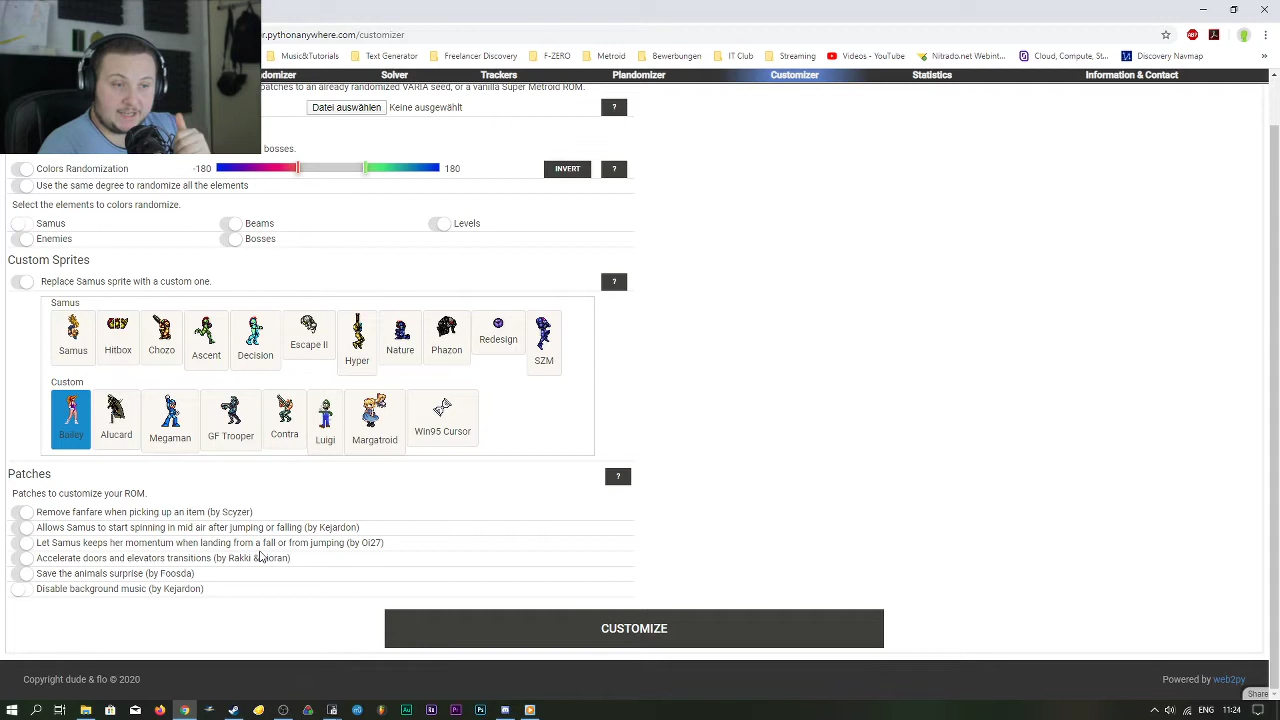 r.pythonanywhere.com/customizer
Music&Tutorials Text Generator Freelancer Discovery F-ZERO Metroid Bewerbungen IT Club Streaming Videos - YouTube Nitrado.net Webint... Cloud, Compute, St... Discovery Navmap »
domizer Solver Trackers Plandomizer Customizer Statistics Information & Contact
patches to an already randomized VARIA seed, or a vanilla Super Metroid ROM.
Datei auswählen Keine ausgewählt ?
bosses.
Colors Randomization -180 180 INVERT ?
Use the same degree to randomize all the elements
Select the elements to colors randomize.
Samus Beams Levels
Enemies Bosses
Custom Sprites
Replace Samus sprite with a custom one. ?
Samus
Samus Hitbox Chozo Ascent Decision Escape II Hyper Nature Phazon Redesign SZM
Custom
Bailey Alucard Megaman GF Trooper Contra Luigi Margatroid Win95 Cursor
Patches ?
Patches to customize your ROM.
Remove fanfare when picking up an item (by Scyzer)
Allows Samus to start spinning in mid air after jumping or falling (by Kejardon)
Let Samus keeps her momentum when landing from a fall or from jumping (by Oi27)
Accelerate doors and elevators transitions (by Rakki &
Save the animals surprise (by Foosda)
Disable background music (by Kejardon)
CUSTOMIZE
Copyright dude & flo © 2020 Powered by web2py
Share
ENG 11:24